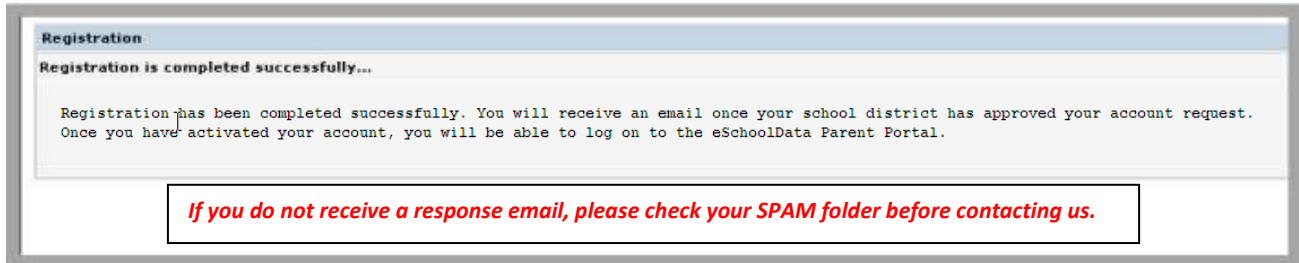 Registration
Registration is completed successfully...
Registration has been completed successfully. You will receive an email once your school district has approved your account request.
Once you have activated your account, you will be able to log on to the eSchoolData Parent Portal.
If you do not receive a response email, please check your SPAM folder before contacting us.